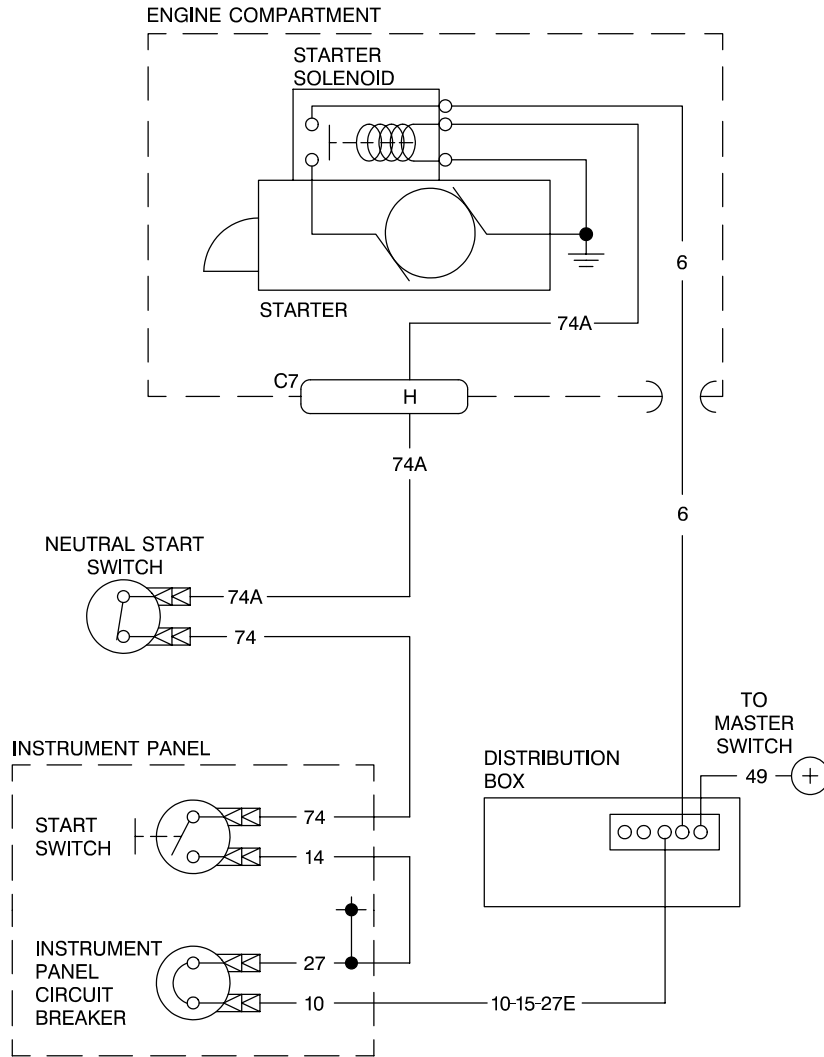 ENGINE COMPARTMENT
STARTER
SOLENOID
6
STARTER
74A
C7
H
74A
6
NEUTRAL START
SWITCH
74A
74
TO
MASTER
SWITCH
INSTRUMENT PANEL
DISTRIBUTION
BOX
49
+
START
SWITCH
74
14
INSTRUMENT
PANEL
CIRCUIT
BREAKER
27
10
10-15-27E